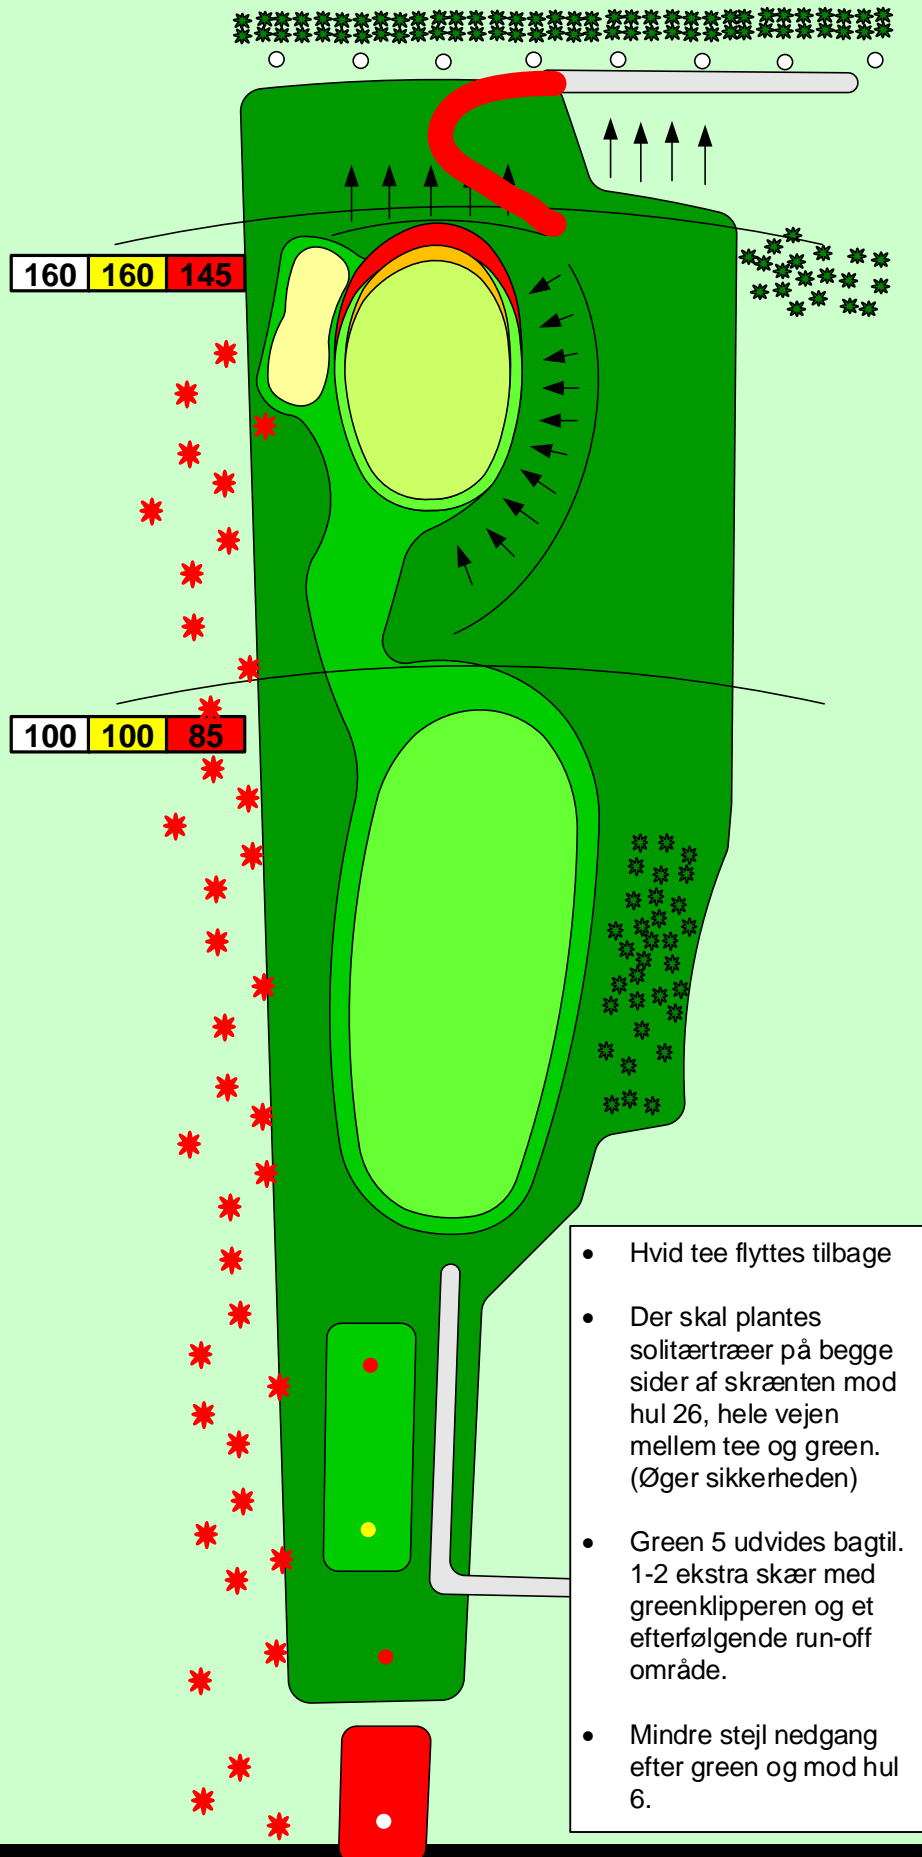 160 160 145
100 100 85
• Hvid tee flyttes tilbage
• Der skal plantes
solitærtræer på begge
sider af skrænten mod
hul 26, hele vejen
mellem tee og green.
(Øger sikkerheden)
• Green 5 udvides bagtil.
1-2 ekstra skær med
greenklipperen og et
efterfølgende run-off
område.
• Mindre stejl nedgang
efter green og mod hul
6.